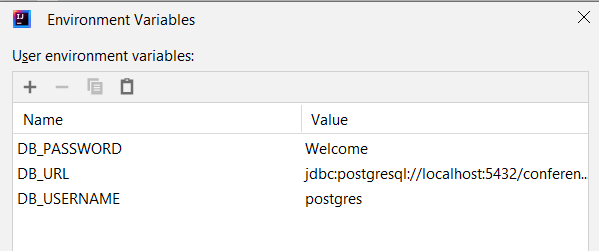 Environment Variables
User environment variables:
Name Value
DB_PASSWORD Welcome
DB_URL jdbc:postgresql://localhost:5432/conferen...
DB_USERNAME postgres